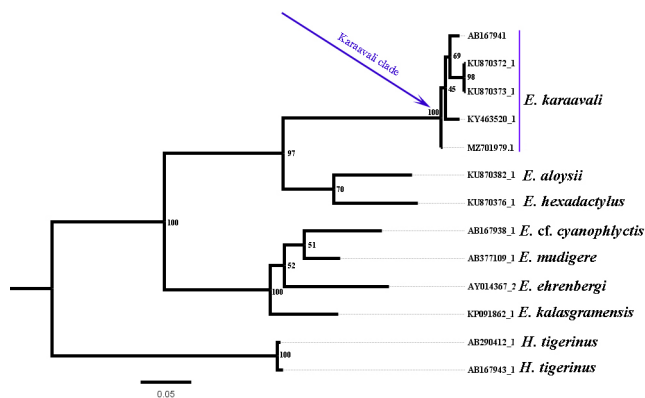 Karaavali clade
AB167941
69
KU870372_1
98
KU870373_1
45
E. karaavali
100
KY463520_1
MZ701979.1
97
KU870382_1 E. aloysii
70
KU870376_1 E. hexadactylus
100
AB167938_1 E. cf. cyanophlyctis
51
AB377109_1 E. mudigere
52
AY014367_2 E. ehrenbergi
100
KP091862_1 E. kalasgramensis
AB290412_1 H. tigerinus
100
AB167943_1 H. tigerinus
0.05